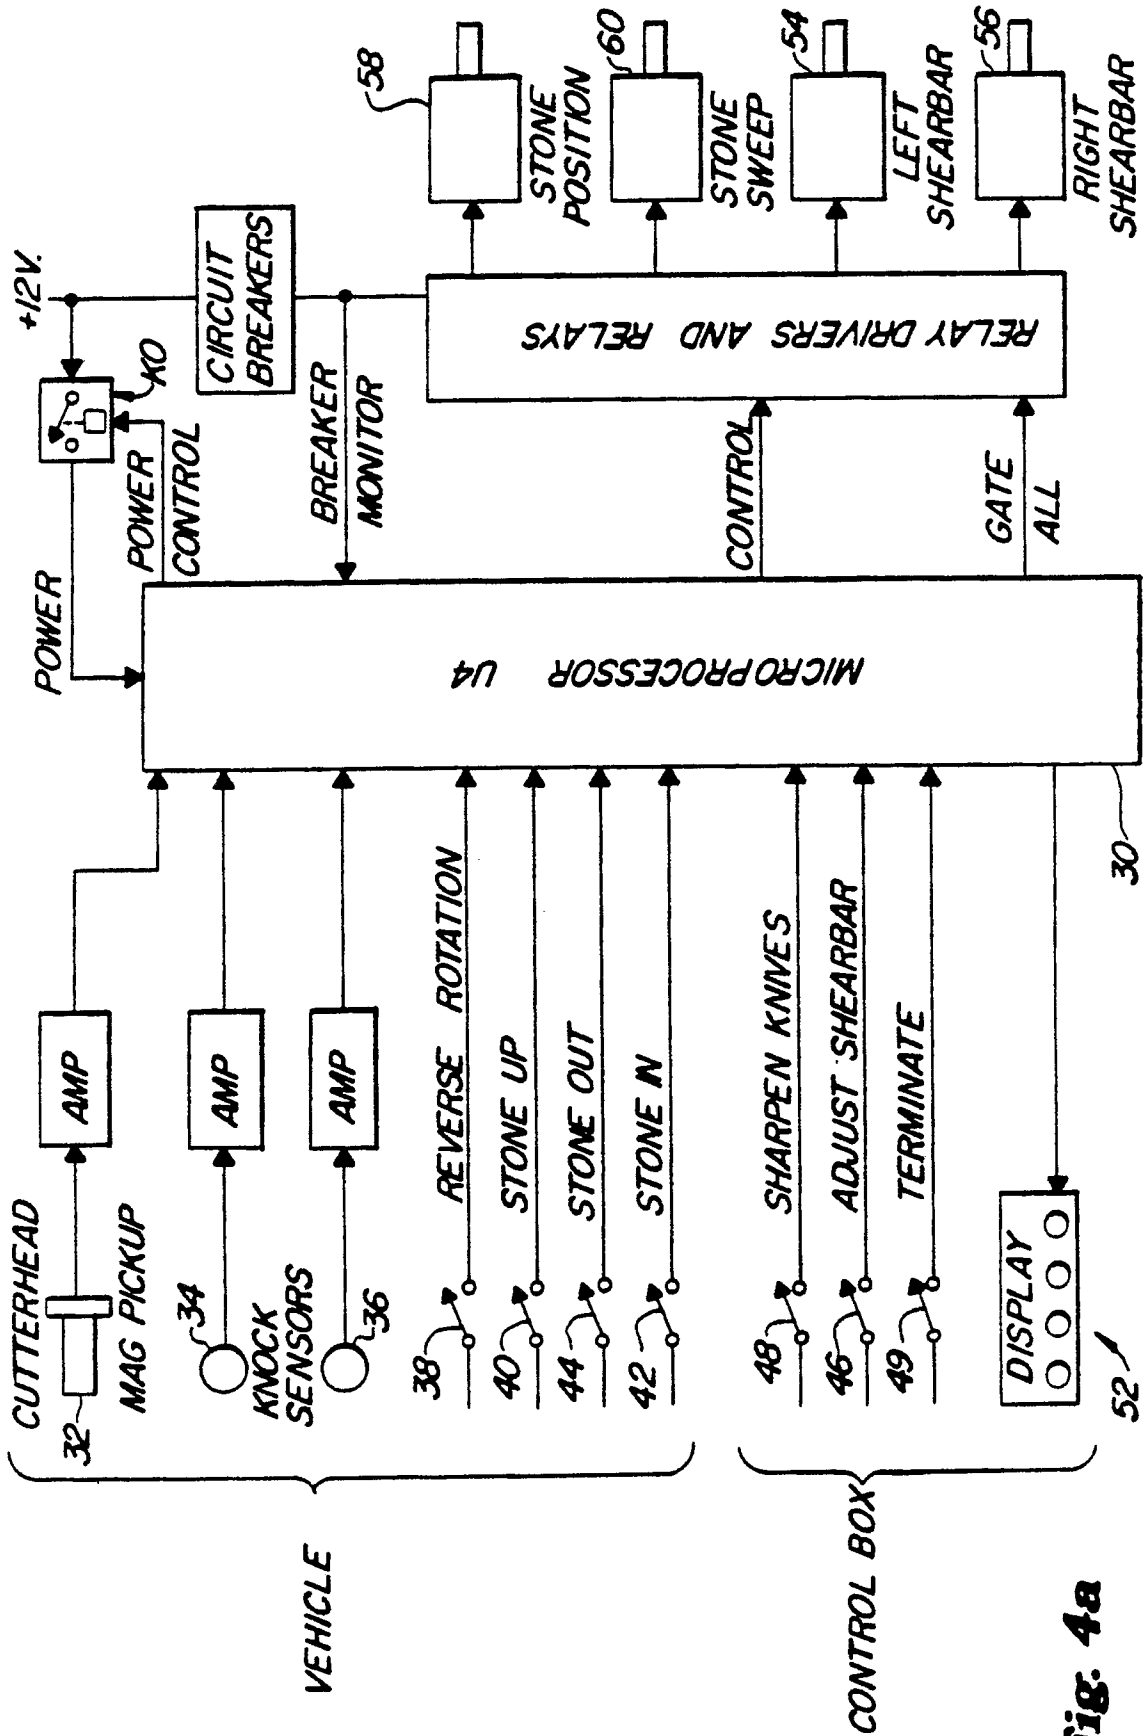 CUTTERHEAD
MAG PICKUP
32
AMP
34
KNOCK
SENSORS
36
AMP
AMP
VEHICLE
38
REVERSE ROTATION
40
STONE UP
44
STONE OUT
42
STONE IN
CONTROL BOX
48
SHARPEN KNIVES
46
ADJUST SHEARBAR
49
TERMINATE
DISPLAY
52
MICROPROCESSOR U4
30
POWER
POWER
CONTROL
KO
+12V.
CIRCUIT
BREAKERS
BREAKER
MONITOR
CONTROL
GATE
ALL
RELAY DRIVERS AND RELAYS
58
STONE
POSITION
60
STONE
SWEEP
54
LEFT
SHEARBAR
56
RIGHT
SHEARBAR
Fig. 4a